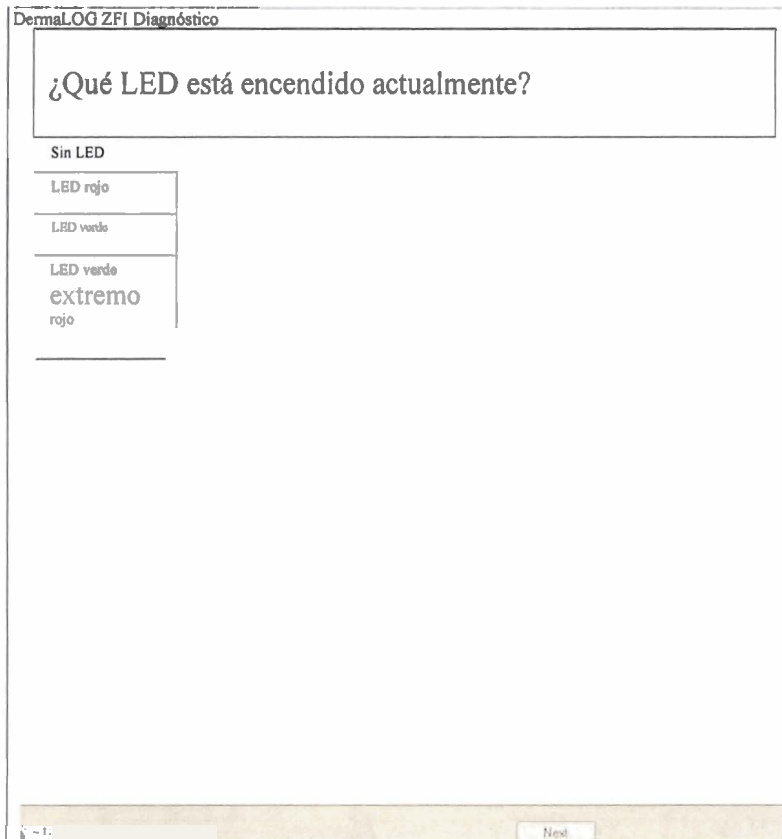 DermaLOG ZF1 Diagnóstico
¿Qué LED está encendido actualmente?
Sin LED
LED rojo
LED verde
LED verde
extremo
rojo
Next